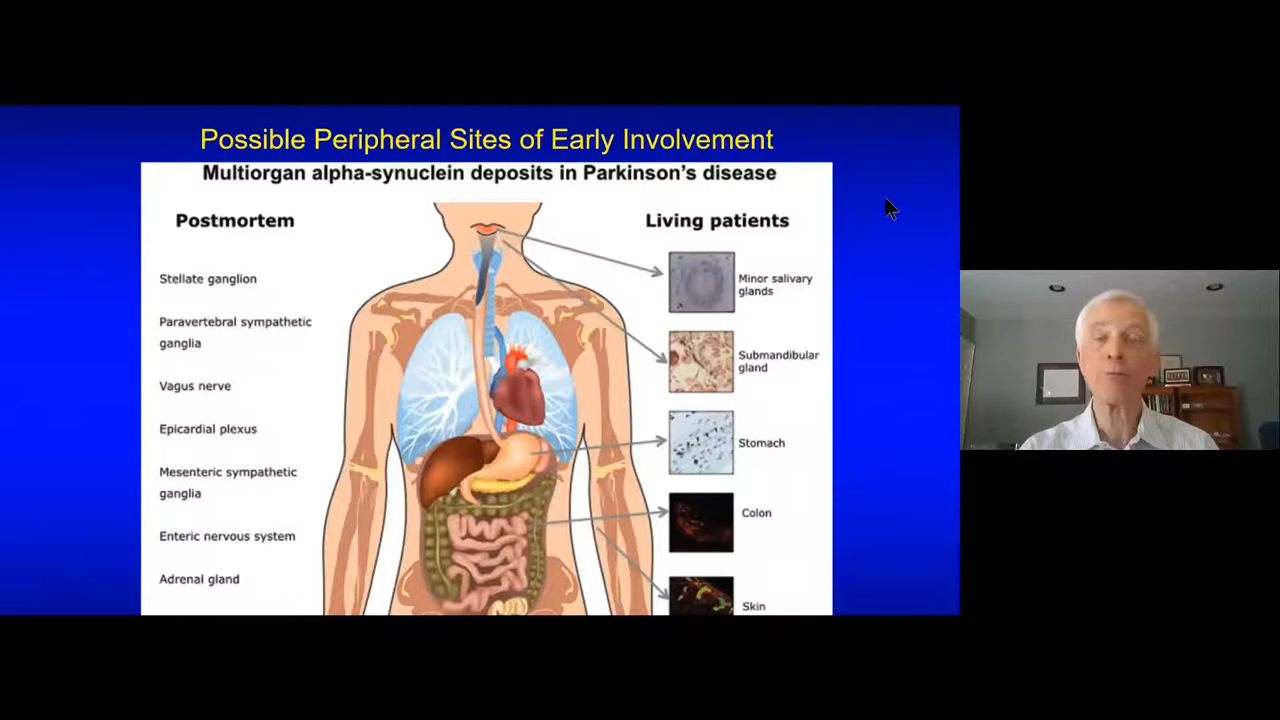 Possible Peripheral Sites of Early Involvement
Multiorgan alpha-synuclein deposits in Parkinson's disease
Postmortem
Stellate ganglion
Paravertebral sympathetic
ganglia
Vagus nerve
Epicardial plexus
Mesenteric sympathetic
ganglia
Enteric nervous system
Adrenal gland
Living patients
Minor salivary
glands
Submandibular
gland
Stomach
Colon
Skin